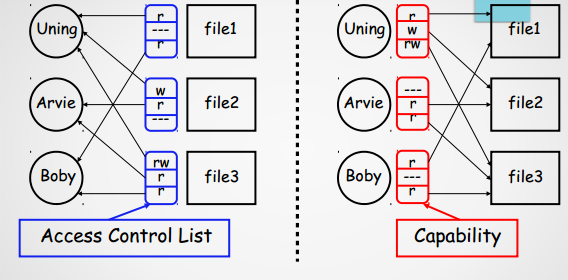 Uning
r
---
r
file1
Arvie
w
r
---
file2
Boby
rw
r
r
file3
Access Control List
Uning
r
w
rw
file1
Arvie
---
r
r
file2
Boby
r
---
r
file3
Capability